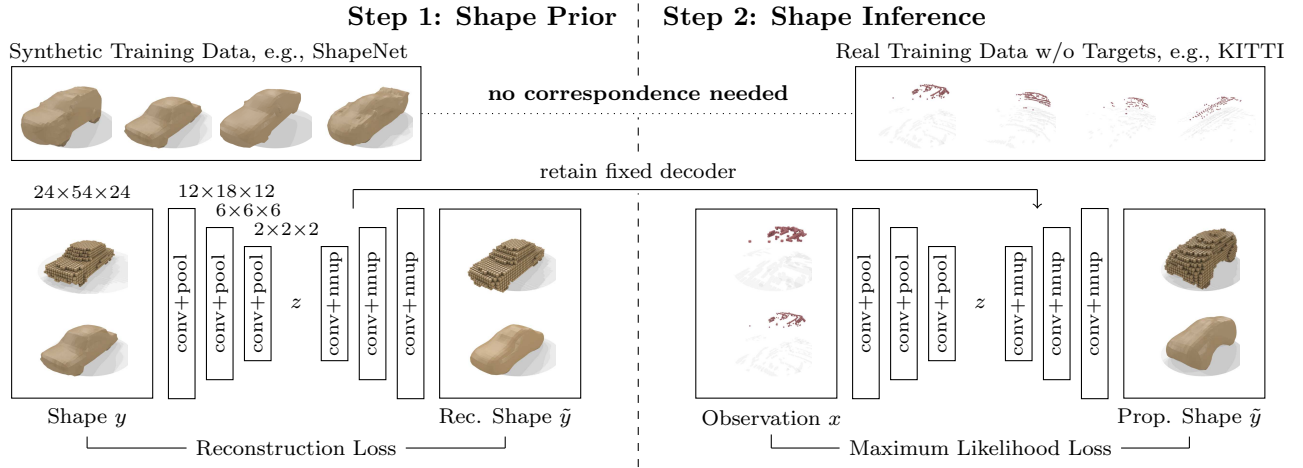 Step 1: Shape Prior
Step 2: Shape Inference
Synthetic Training Data, e.g., ShapeNet
Real Training Data w/o Targets, e.g., KITTI
no correspondence needed
retain fixed decoder
24×54×24
12×18×12
6×6×6
2×2×2
conv+pool
conv+pool
conv+pool
z
conv+nnup
conv+nnup
conv+nnup
conv+pool
conv+pool
conv+pool
z
conv+nnup
conv+nnup
conv+nnup
Shape y
Rec. Shape ỹ
Observation x
Prop. Shape ỹ
Reconstruction Loss
Maximum Likelihood Loss